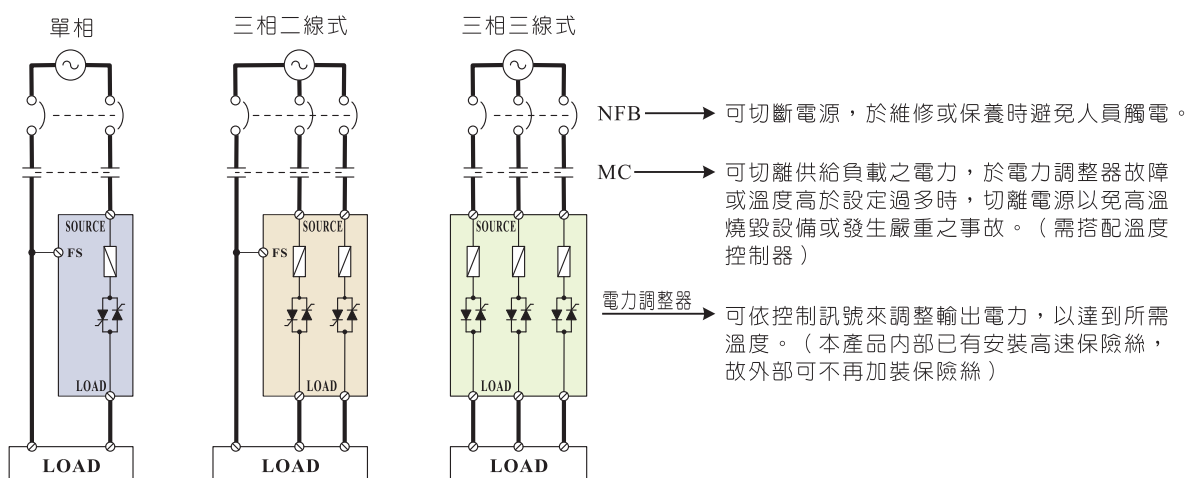 單相
三相二線式
三相三線式
NFB
可切斷電源，於維修或保養時避免人員觸電。
MC
可切離供給負載之電力，於電力調整器故障
或溫度高於設定過多時，切離電源以免高溫
燒毀設備或發生嚴重之事故。（需搭配溫度
控制器）
SOURCE
FS
LOAD
SOURCE
FS
LOAD
SOURCE
LOAD
電力調整器
可依控制訊號來調整輸出電力，以達到所需
溫度。（本產品內部已有安裝高速保險絲，
故外部可不再加裝保險絲）
LOAD
LOAD
LOAD